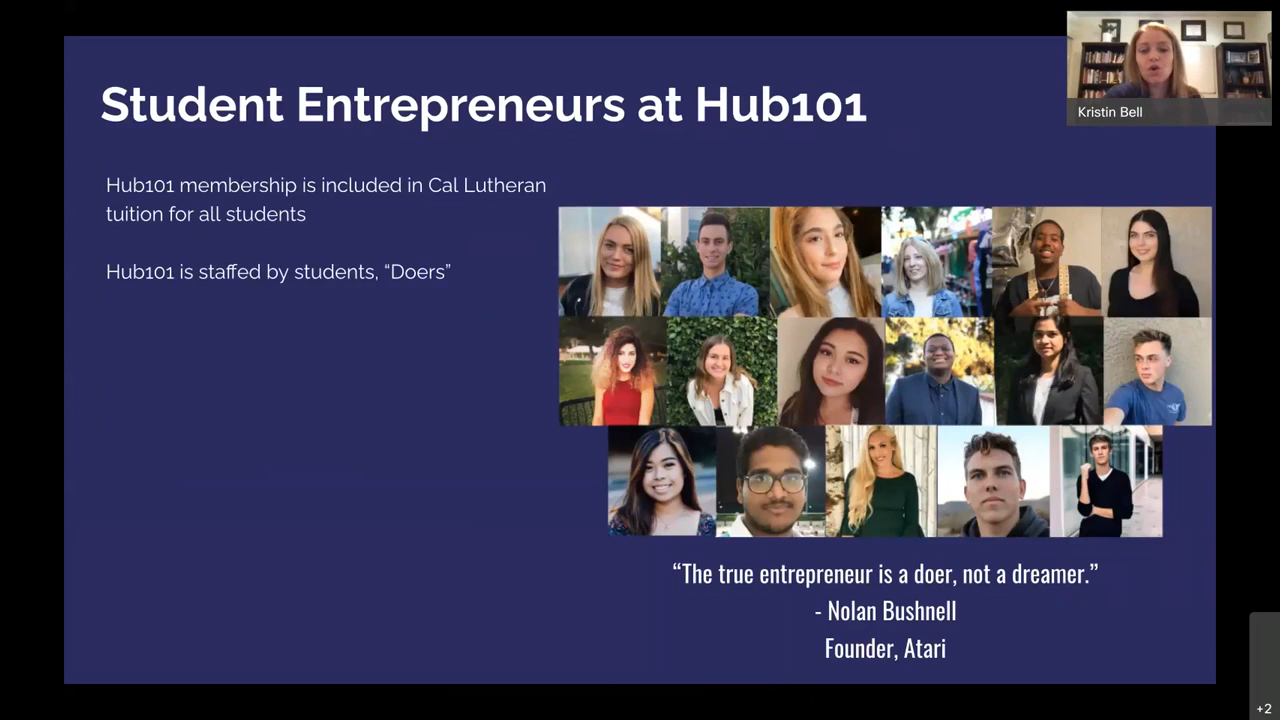 Student Entrepreneurs at Hub101
Kristin Bell
Hub101 membership is included in Cal Lutheran
tuition for all students
Hub101 is staffed by students, “Doers”
“The true entrepreneur is a doer, not a dreamer.”
- Nolan Bushnell
Founder, Atari
+2